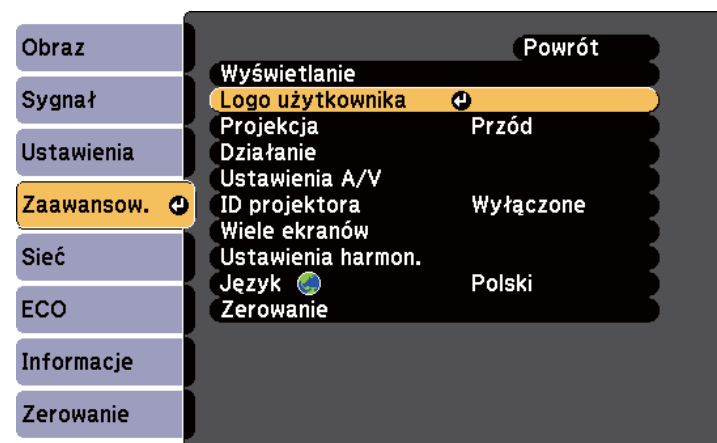 Obraz
Sygnał
Ustawienia
Zaawansow.
Sieć
ECO
Informacje
Zerowanie
Powrót
Wyświetlanie
Logo użytkownika
Projekcja Przód
Działanie
Ustawienia A/V
ID projektora Wyłączone
Wiele ekranów
Ustawienia harmon.
Język Polski
Zerowanie